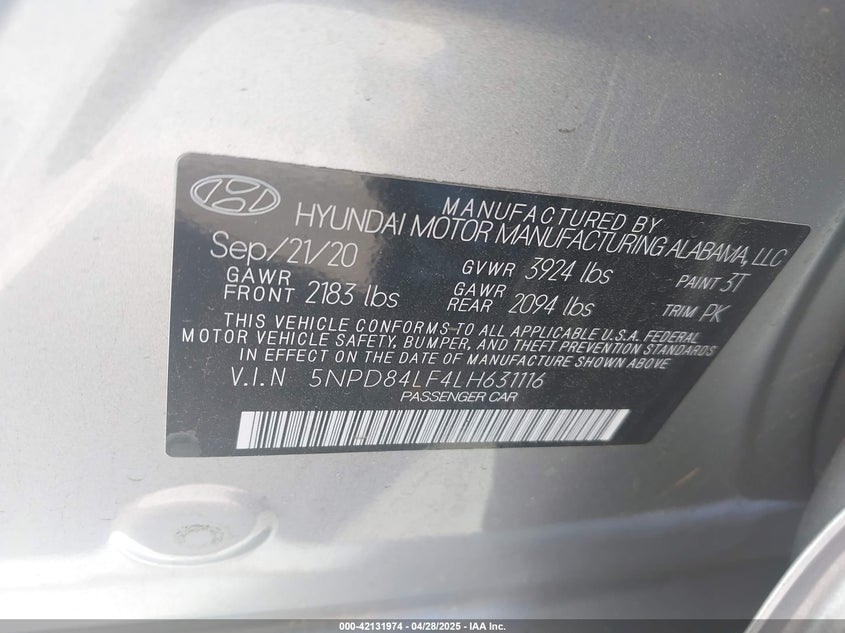 MANUFACTURED BY
HYUNDAI MOTOR MANUFACTURING ALABAMA, LLC
Sep/21/20 GVWR 3924 lbs PAINT 3T
GAWR FRONT 2183 lbs GAWR REAR 2094 lbs TRIM PK
THIS VEHICLE CONFORMS TO ALL APPLICABLE U.S.A. FEDERAL
MOTOR VEHICLE SAFETY, BUMPER, AND THEFT PREVENTION STANDARDS
IN EFFECT ON THE DATE OF MANUFACTURE SHOWN ABOVE
V.I.N 5NPD84LF4LH631116
PASSENGER CAR
000-42131974 | 04/28/2025 - IAA Inc.